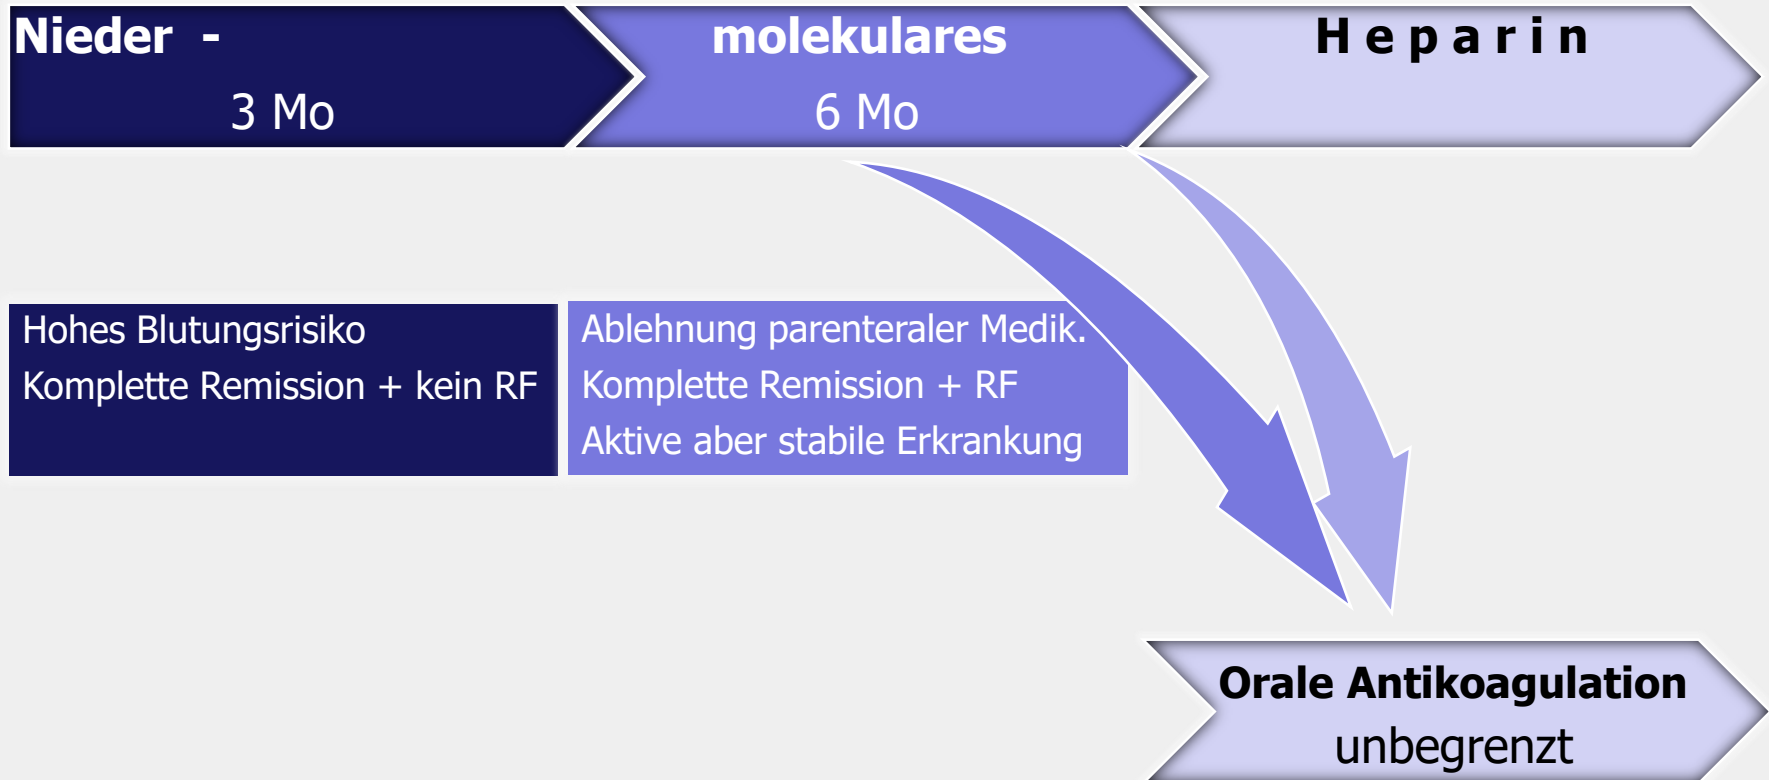 Nieder -
3 Mo
molekulares
6 Mo
H e p a r i n
Hohes Blutungsrisiko
Komplette Remission + kein RF
Ablehnung parenteraler Medik.
Komplette Remission + RF
Aktive aber stabile Erkrankung
Orale Antikoagulation
unbegrenzt